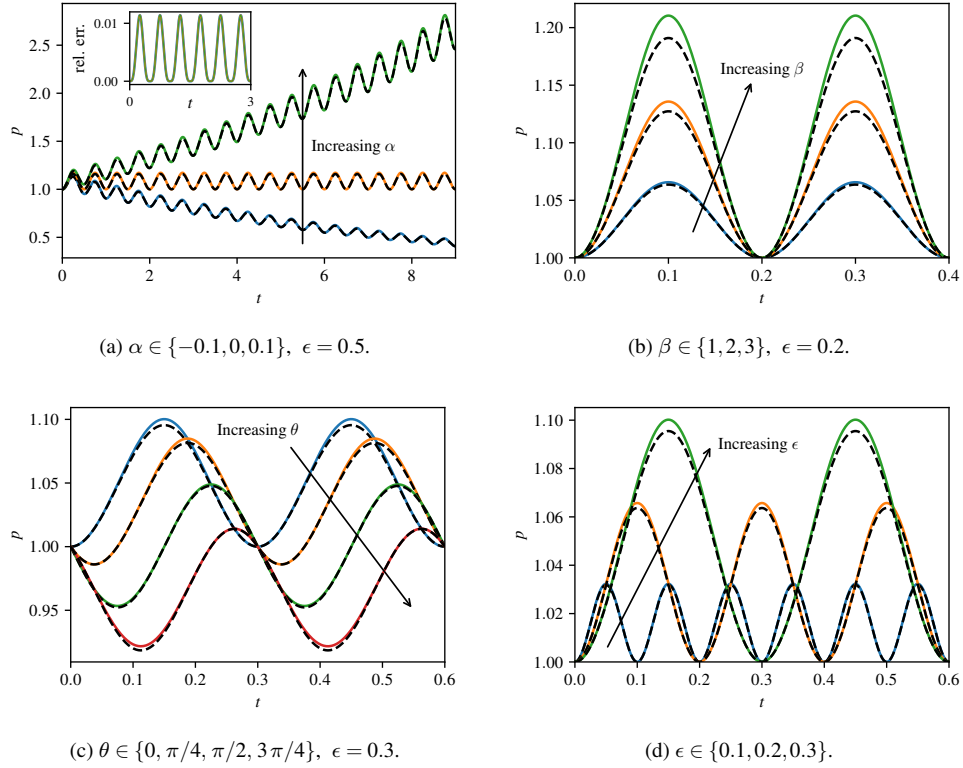 rel. err.
0.01
0.00
0
t
3
2.5
2.0
1.5
1.0
0.5
p
Increasing α
0 2 4 6 8
t
(a) α ∈ {−0.1,0,0.1}, ϵ = 0.5.
1.20
1.15
1.10
1.05
1.00
p
Increasing β
0.0 0.1 0.2 0.3 0.4
t
(b) β ∈ {1,2,3}, ϵ = 0.2.
1.10
1.05
1.00
0.95
p
Increasing θ
0.0 0.1 0.2 0.3 0.4 0.5 0.6
t
(c) θ ∈ {0, π/4, π/2, 3π/4}, ϵ = 0.3.
1.10
1.08
1.06
1.04
1.02
1.00
p
Increasing ϵ
0.0 0.1 0.2 0.3 0.4 0.5 0.6
t
(d) ϵ ∈ {0.1,0.2,0.3}.